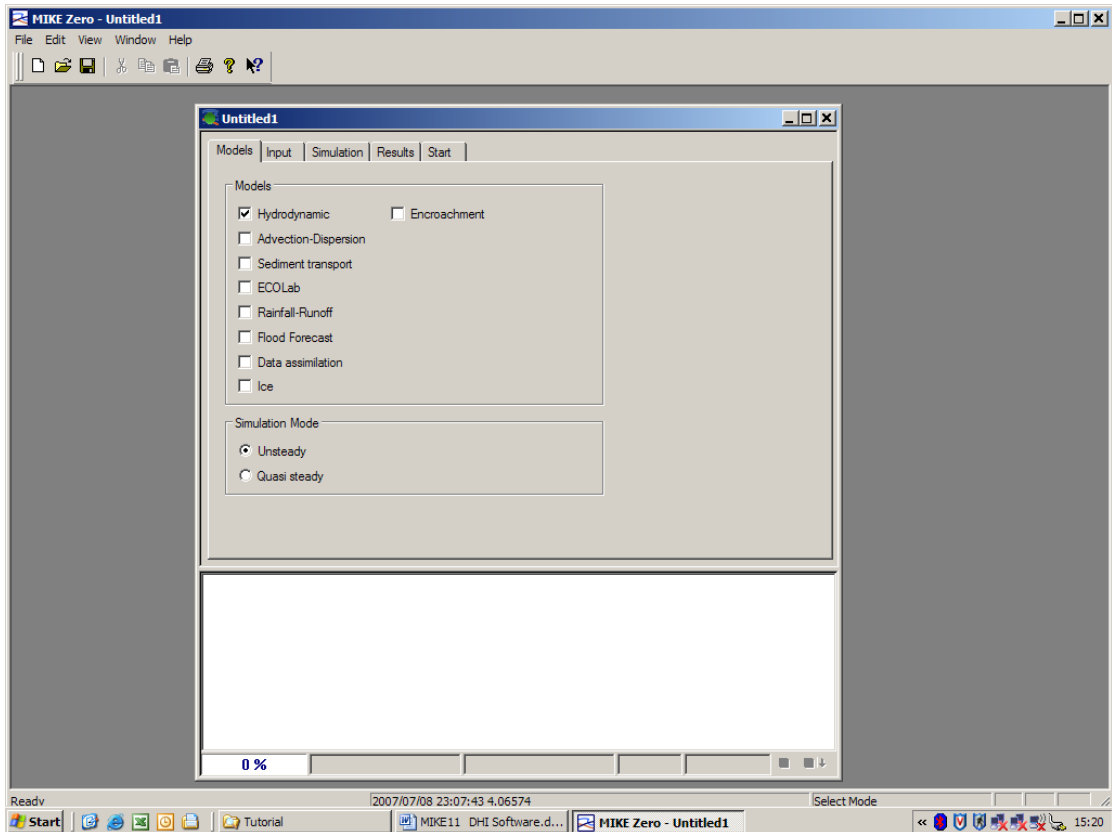 MIKE Zero - Untitled1
File Edit View Window Help
Untitled1
Models Input Simulation Results Start
Models
Hydrodynamic Encroachment
Advection-Dispersion
Sediment transport
ECOLab
Rainfall-Runoff
Flood Forecast
Data assimilation
Ice
Simulation Mode
Unsteady
Quasi steady
0 %
Ready 2007/07/08 23:07:43 4.06574 Select Mode
Start Tutorial MIKE11 DHI Software.d... MIKE Zero - Untitled1 « 15:20